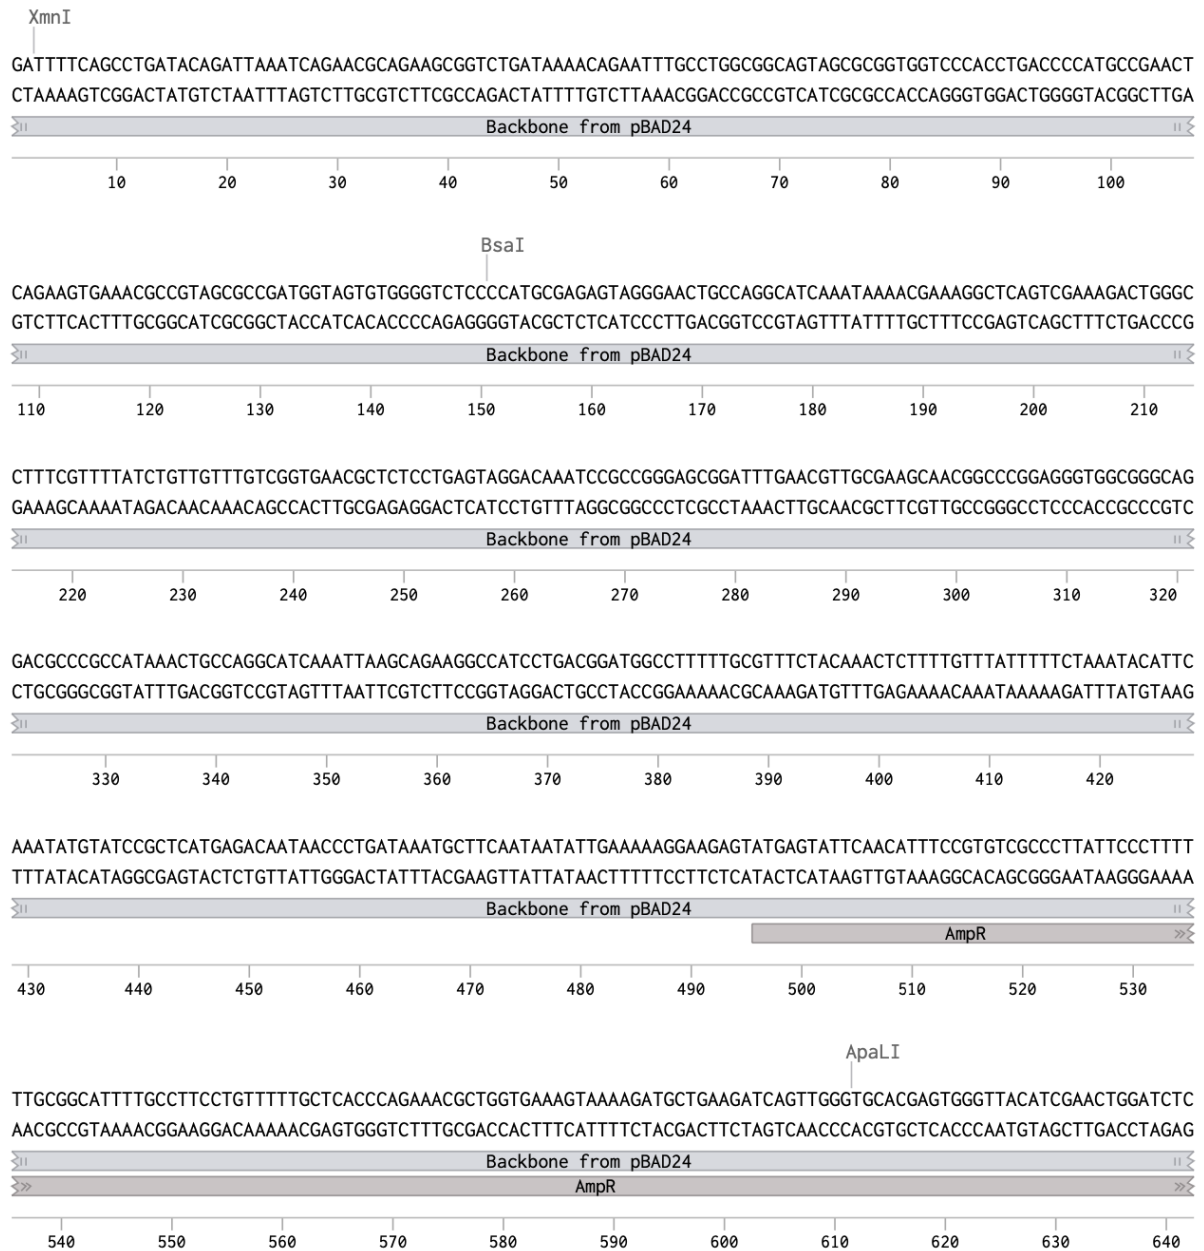 XmnI
GATTTTCAGCCTGATACAGATTAAATCAGAACGCAGAAGCGGTCTGATAAAACAGAATTTGCCTGGCGGCAGTAGCGCGGTGGTCCCACCTGACCCCATGCCGAACT
CTAAAAGTCGGACTATGTCTAATTTAGTCTTGCGTCTTCGCCAGACTATTTTGTCTTAAACGGACCGCCGTCATCGCGCCACCAGGGTGGACTGGGGTACGGCTTGA
Backbone from pBAD24
10 20 30 40 50 60 70 80 90 100
BsaI
CAGAAGTGAAACGCCGTAGCGCCGATGGTAGTGTGGGGTCTCCCCATGCGAGAGTAGGGAACTGCCAGGCATCAAATAAAACGAAAGGCTCAGTCGAAAGACTGGGC
GTCTTCACTTTGCGGCATCGCGGCTACCATCACACCCCAGAGGGGTACGCTCTCATCCCTTGACGGTCCGTAGTTTATTTTGCTTTCCGAGTCAGCTTTCTGACCCG
Backbone from pBAD24
110 120 130 140 150 160 170 180 190 200 210
CTTTCGTTTTATCTGTTGTTTGTCGGTGAACGCTCTCCTGAGTAGGACAAATCCGCCGGGAGCGGATTTGAACGTTGCGAAGCAACGGCCCGGAGGGTGGCGGGCAG
GAAAGCAAAATAGACAACAAACAGCCACTTGCGAGAGGACTCATCCTGTTTAGGCGGCCCTCGCCTAAACTTGCAACGCTTCGTTGCCGGGCCTCCCACCGCCCGTC
Backbone from pBAD24
220 230 240 250 260 270 280 290 300 310 320
GACGCCCGCCATAAACTGCCAGGCATCAAATTAAGCAGAAGGCCATCCTGACGGATGGCCTTTTTGCGTTTCTACAAACTCTTTTGTTTATTTTTCTAAATACATTC
CTGCGGGCGGTATTTGACGGTCCGTAGTTTAATTCGTCTTCCGGTAGGACTGCCTACCGGAAAAACGCAAAGATGTTTGAGAAAACAAATAAAAAGATTTATGTAAG
Backbone from pBAD24
330 340 350 360 370 380 390 400 410 420
AAATATGTATCCGCTCATGAGACAATAACCCTGATAAATGCTTCAATAATATTGAAAAAGGAAGAGTATGAGTATTCAACATTTCCGTGTCGCCCTTATTCCCTTTT
TTTATACATAGGCGAGTACTCTGTTATTGGGACTATTTACGAAGTTATTATAACTTTTTCCTTCTCATACTCATAAGTTGTAAAGGCACAGCGGGAATAAGGGAAAA
Backbone from pBAD24
AmpR
430 440 450 460 470 480 490 500 510 520 530
ApaLI
TTGCGGCATTTTGCCTTCCTGTTTTTGCTCACCCAGAAACGCTGGTGAAAGTAAAAGATGCTGAAGATCAGTTGGGTGCACGAGTGGGTTACATCGAACTGGATCTC
AACGCCGTAAAACGGAAGGACAAAAACGAGTGGGTCTTTGCGACCACTTTCATTTTCTACGACTTCTAGTCAACCCACGTGCTCACCCAATGTAGCTTGACCTAGAG
Backbone from pBAD24
AmpR
540 550 560 570 580 590 600 610 620 630 640